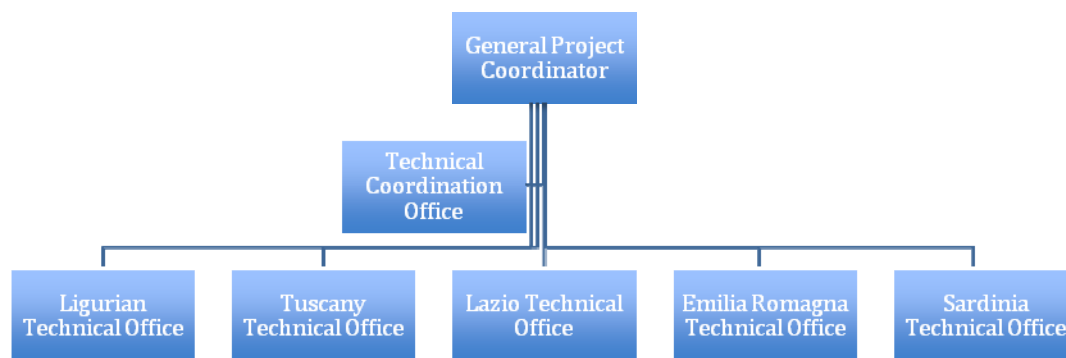 General Project
Coordinator
Technical
Coordination
Office
Ligurian
Technical Office
Tuscany
Technical Office
Lazio Technical
Office
Emilia Romagna
Technical Office
Sardinia
Technical Office